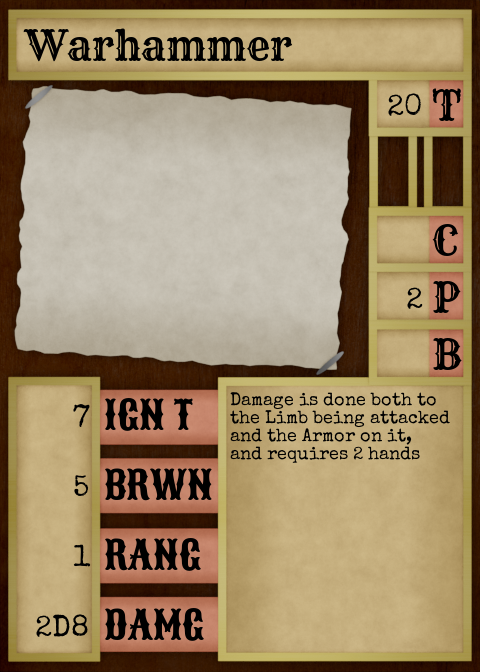 Warhammer
20 T
C
2 P
B
7 IGN T
5 BRWN
1 RANG
2D8 DAMG
Damage is done both to
the Limb being attacked
and the Armor on it,
and requires 2 hands